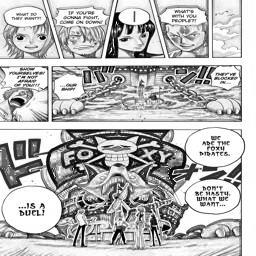 WHAT'S
WITH YOU
PEOPLE?!
!
IF YOU'RE
GONNA FIGHT,
COME ON
DOWN!
WHAT DO
THEY
WANT?!
THEY'VE
BLOCKED
IN...
...OUR
SHIP!
SHOW
YOURSELVES!
I'M NOT
AFRAID OF
YOU!!
WE
ARE THE
FOXY
PIRATES.
DON'T
BE HASTY.
WHAT WE
WANT...
FOXY
...IS A
DUEL!